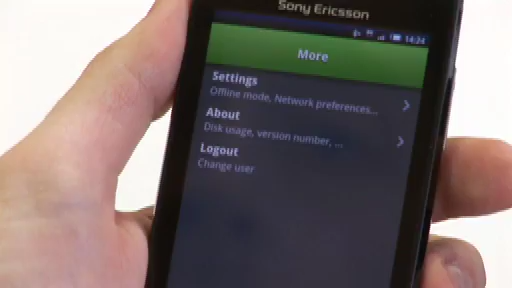 Sony Ericsson
14:24
More
Settings
Offline mode, Network preferences...
About
Disk usage, version number, ...
Logout
Change user